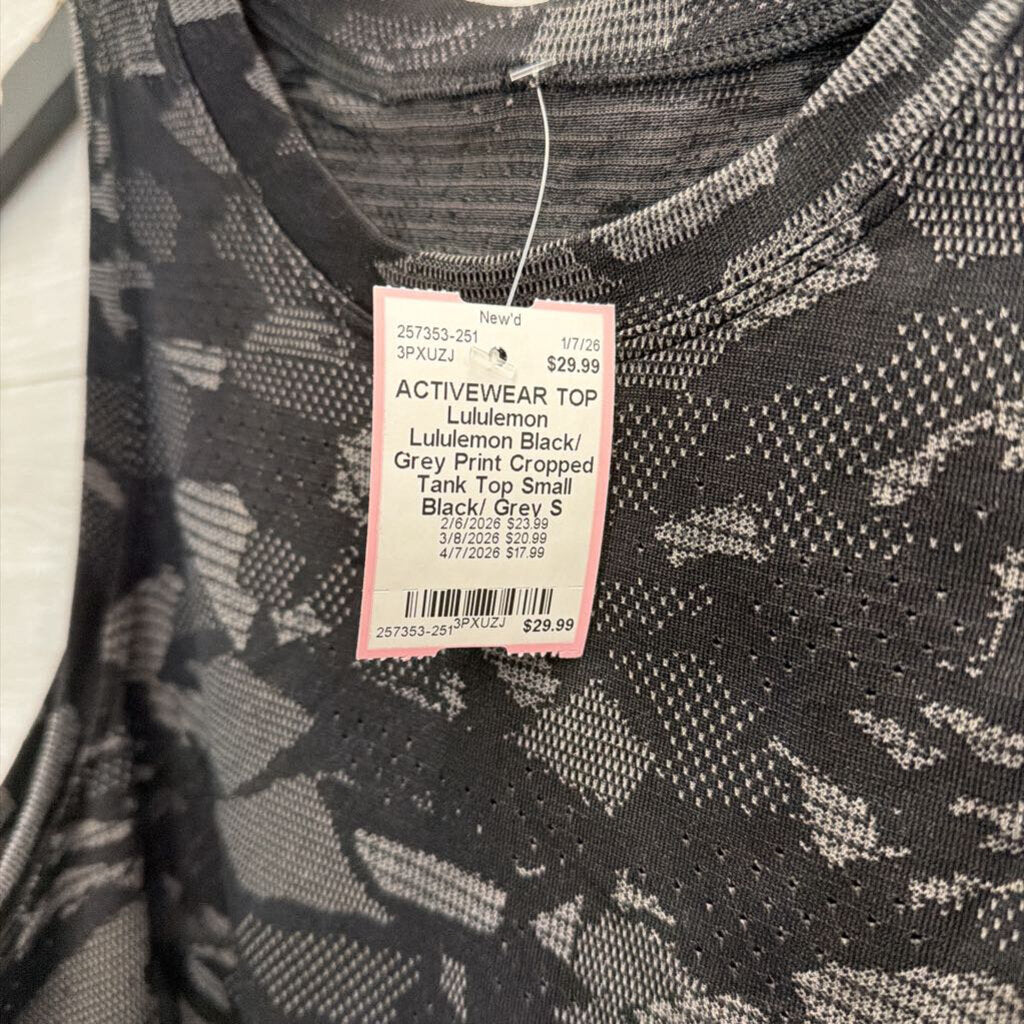 New'd
257353-251 1/7/26
3PXUZJ $29.99
ACTIVEWEAR TOP
Lululemon
Lululemon Black/
Grey Print Cropped
Tank Top Small
Black/ Grey S
2/6/2026 $23.99
3/8/2026 $20.99
4/7/2026 $17.99
257353-251 3PXUZJ $29.99